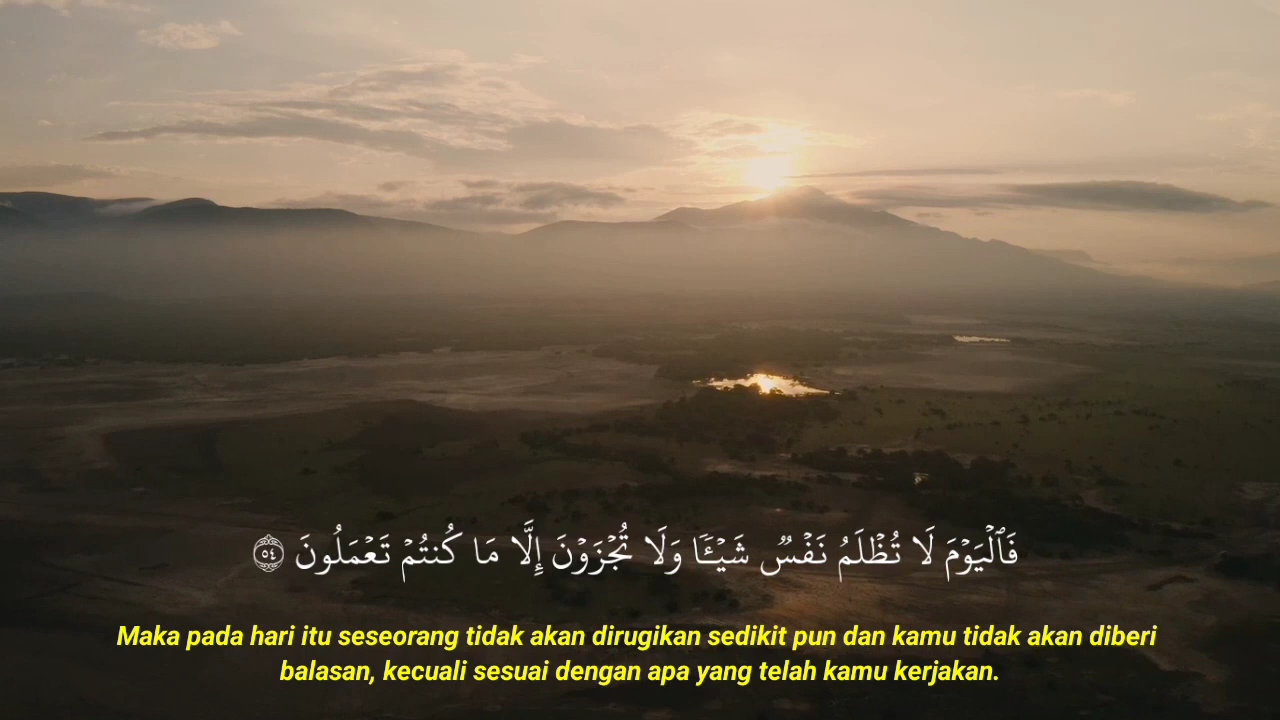 فَٱلْيَوْمَ لَا تُظْلَمُ نَفْسٌ شَيْـًٔا وَلَا تُجْزَوْنَ إِلَّا مَا كُنتُمْ تَعْمَلُونَ ٥٤
Maka pada hari itu seseorang tidak akan dirugikan sedikit pun dan kamu tidak akan diberi
balasan, kecuali sesuai dengan apa yang telah kamu kerjakan.